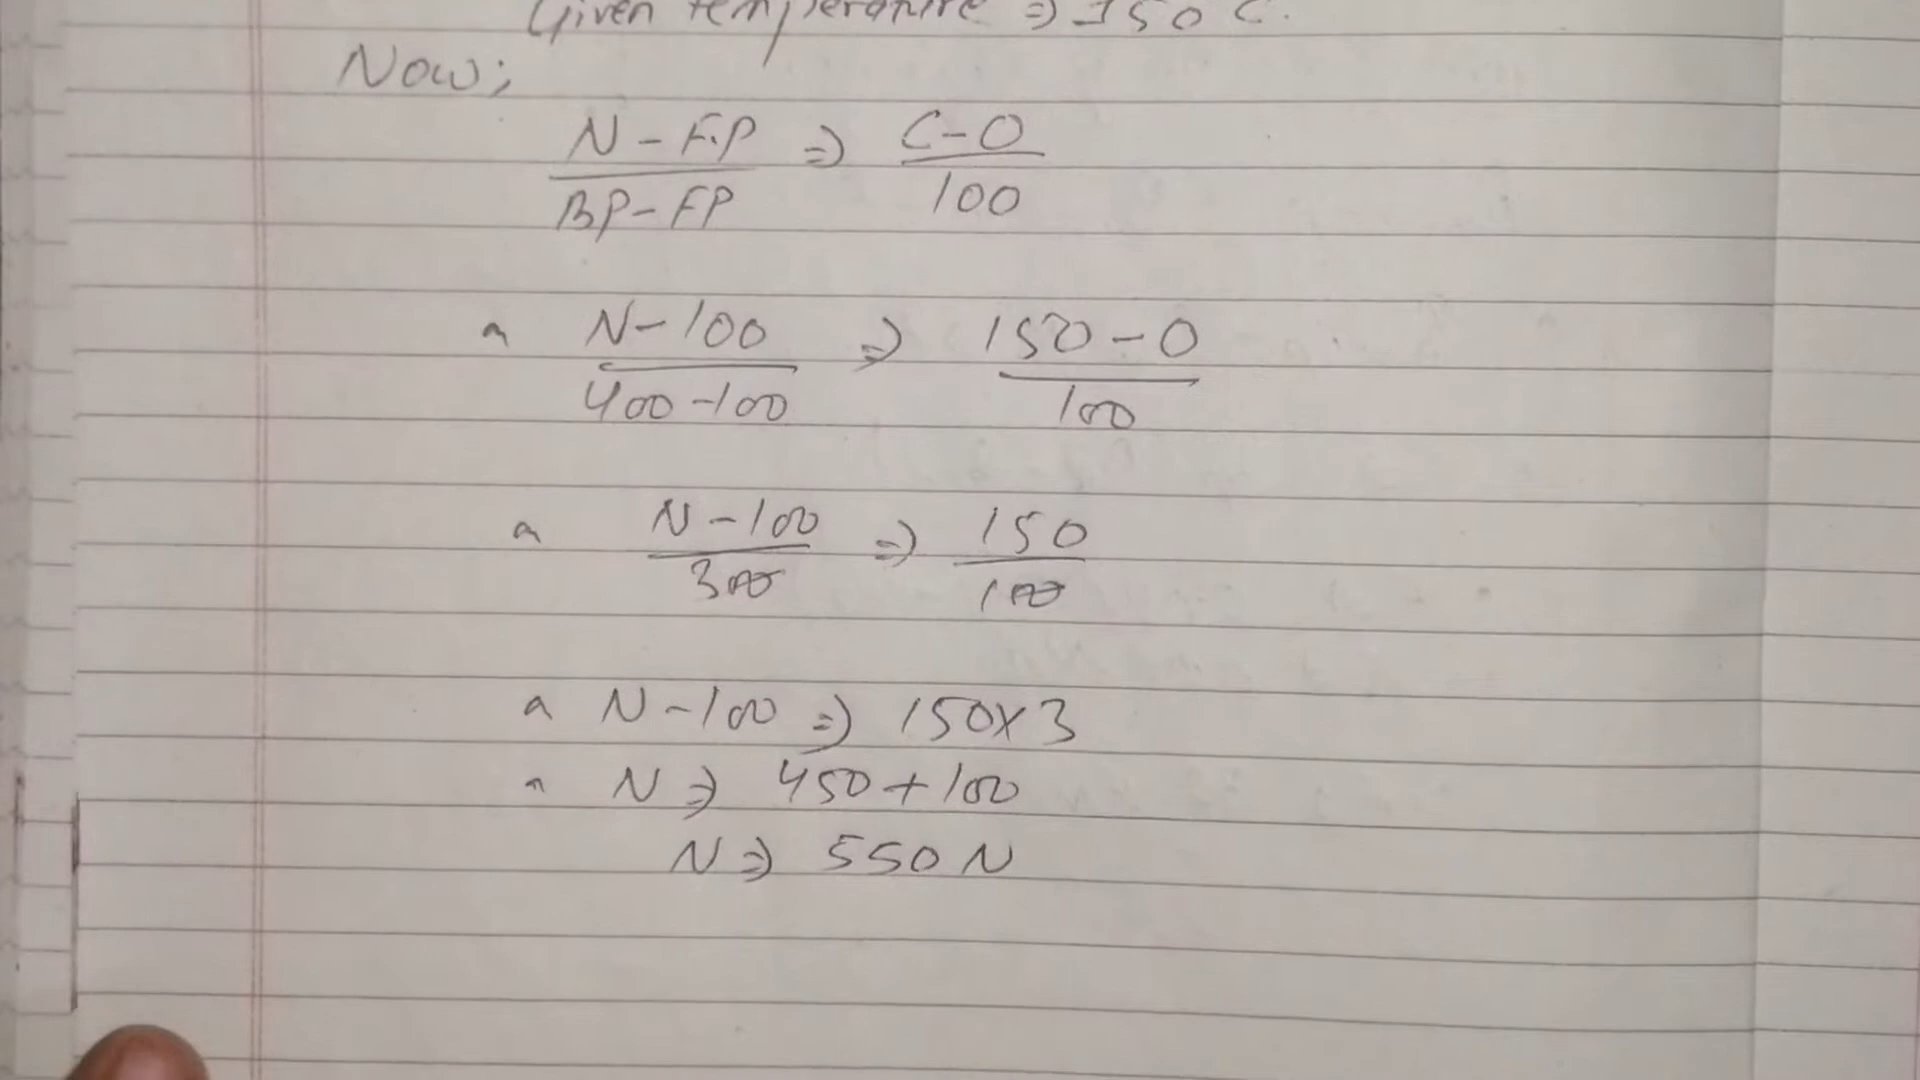 Given temperature ⇒ 150 C.
Now;
N - F.P / BP - FP ⇒ C - 0 / 100
N - 100 / 400 - 100 ⇒ 150 - 0 / 100
N - 100 / 300 ⇒ 150 / 100
N - 100 ⇒ 150 x 3
N ⇒ 450 + 100
N ⇒ 550 N